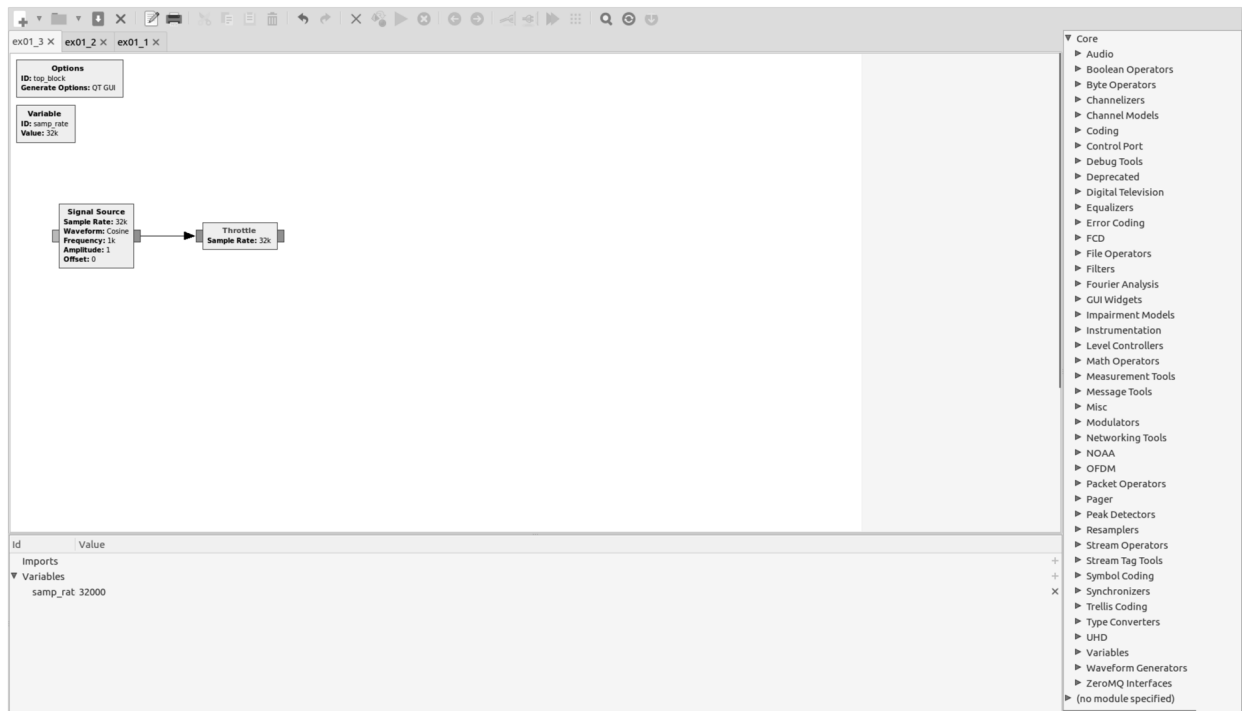 ex01_3 × ex01_2 × ex01_1 ×
Options
ID: top_block
Generate Options: QT GUI
Variable
ID: samp_rate
Value: 32k
Signal Source
Sample Rate: 32k
Waveform: Cosine
Frequency: 1k
Amplitude: 1
Offset: 0
Throttle
Sample Rate: 32k
Id Value
Imports
Variables
samp_rat 32000
Core
Audio
Boolean Operators
Byte Operators
Channelizers
Channel Models
Coding
Control Port
Debug Tools
Deprecated
Digital Television
Equalizers
Error Coding
FCD
File Operators
Filters
Fourier Analysis
GUI Widgets
Impairment Models
Instrumentation
Level Controllers
Math Operators
Measurement Tools
Message Tools
Misc
Modulators
Networking Tools
NOAA
OFDM
Packet Operators
Pager
Peak Detectors
Resamplers
Stream Operators
Stream Tag Tools
Symbol Coding
Synchronizers
Trellis Coding
Type Converters
UHD
Variables
Waveform Generators
ZeroMQ Interfaces
(no module specified)